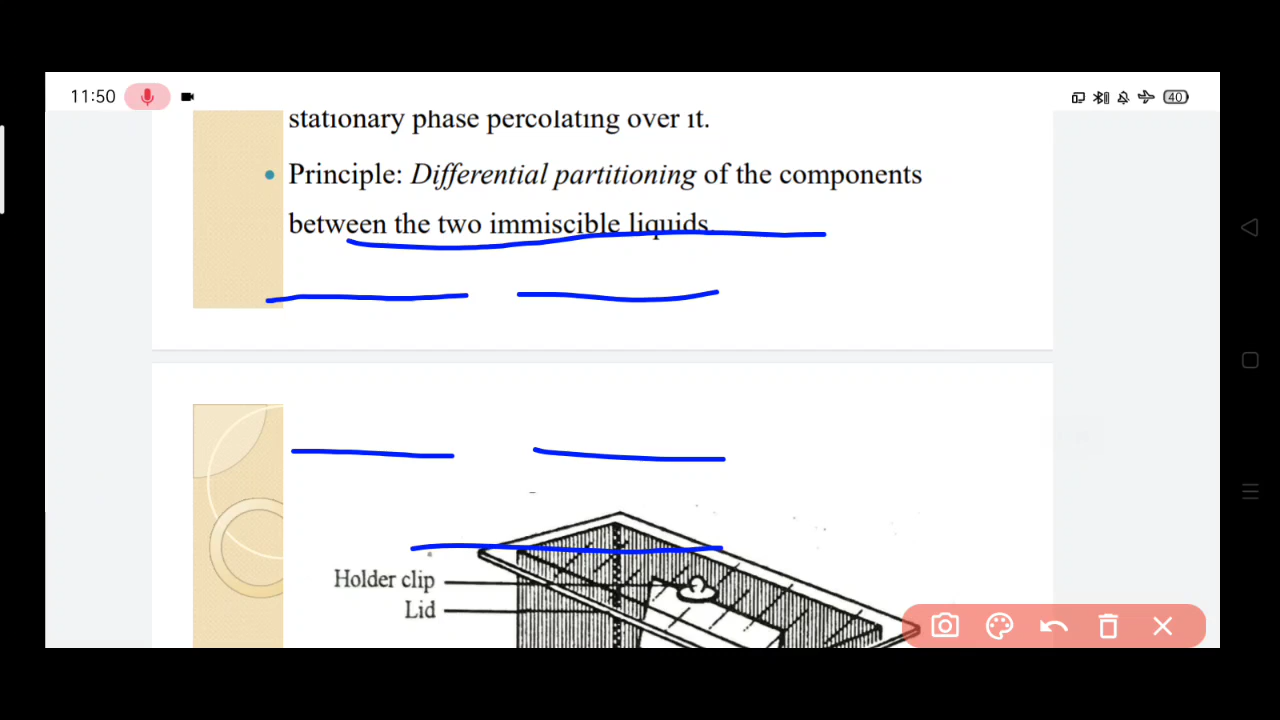 11:50
40
stationary phase percolating over it.
• Principle: Differential partitioning of the components
between the two immiscible liquids.
Holder clip
Lid